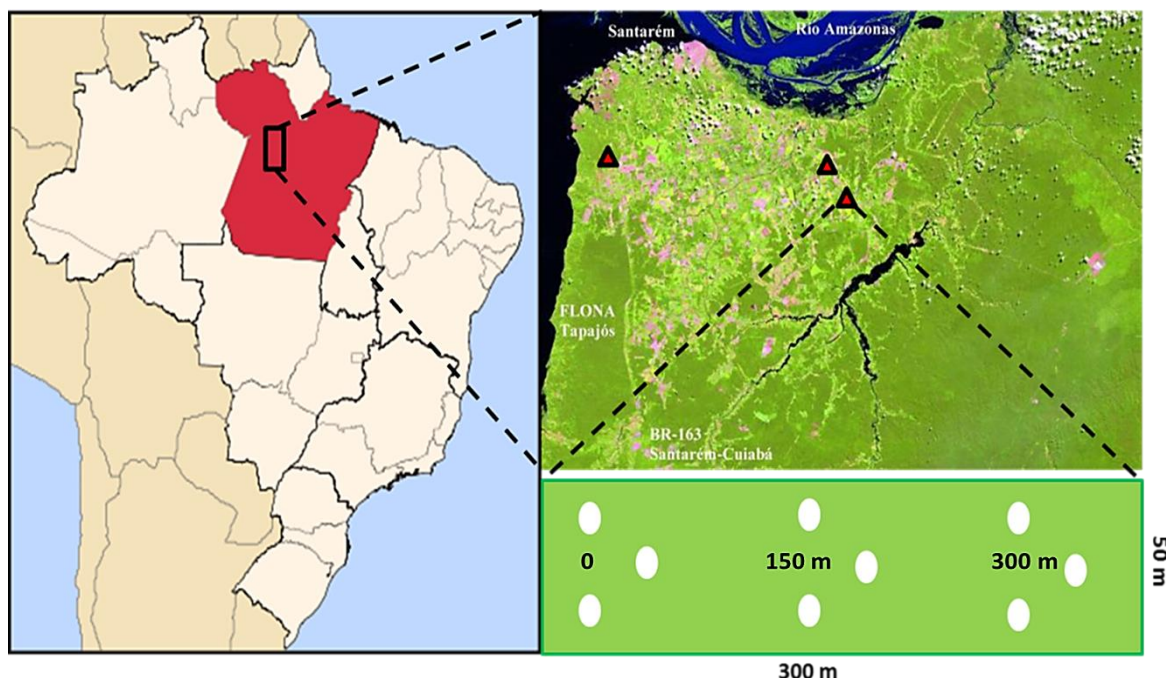 Santarém
Rio Amazonas
FLONA
Tapajós
BR-163
Santarém-Cuiabá
0
150 m
300 m
50 m
300 m